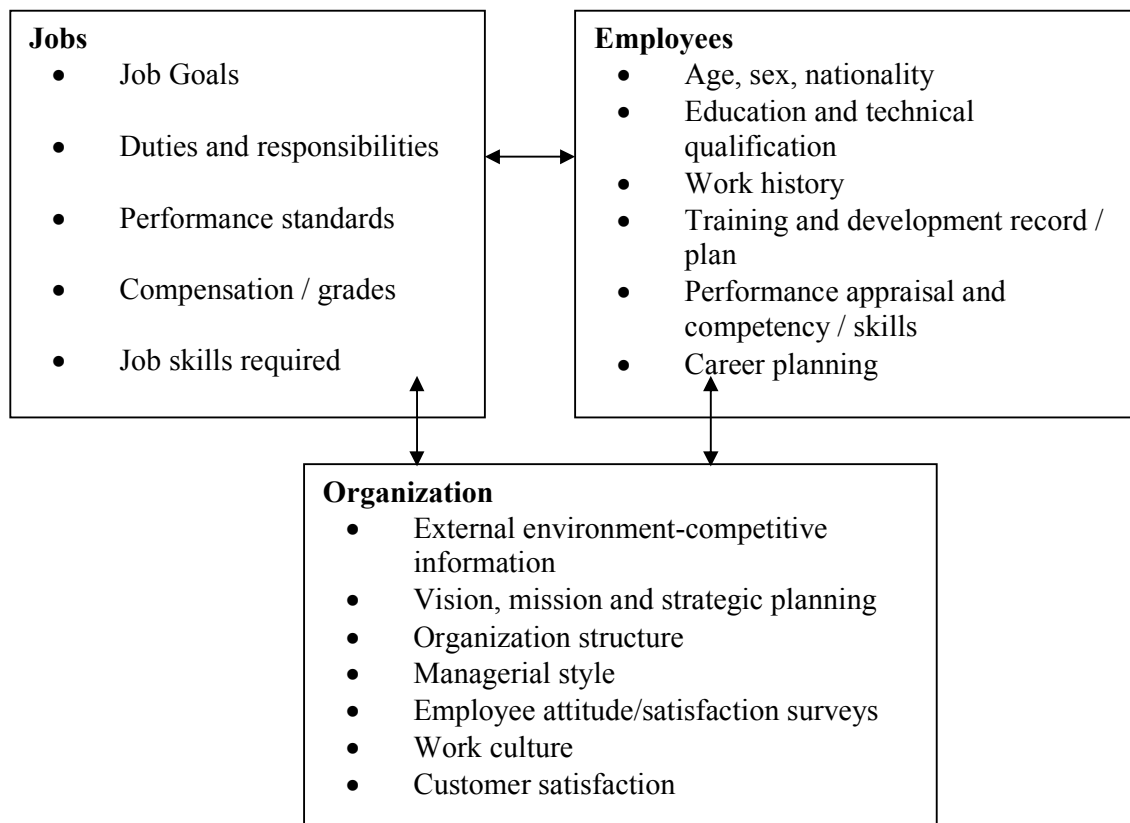 Jobs
• Job Goals
• Duties and responsibilities
• Performance standards
• Compensation / grades
• Job skills required
Employees
• Age, sex, nationality
• Education and technical
qualification
• Work history
• Training and development record /
plan
• Performance appraisal and
competency / skills
• Career planning
Organization
• External environment-competitive
information
• Vision, mission and strategic planning
• Organization structure
• Managerial style
• Employee attitude/satisfaction surveys
• Work culture
• Customer satisfaction